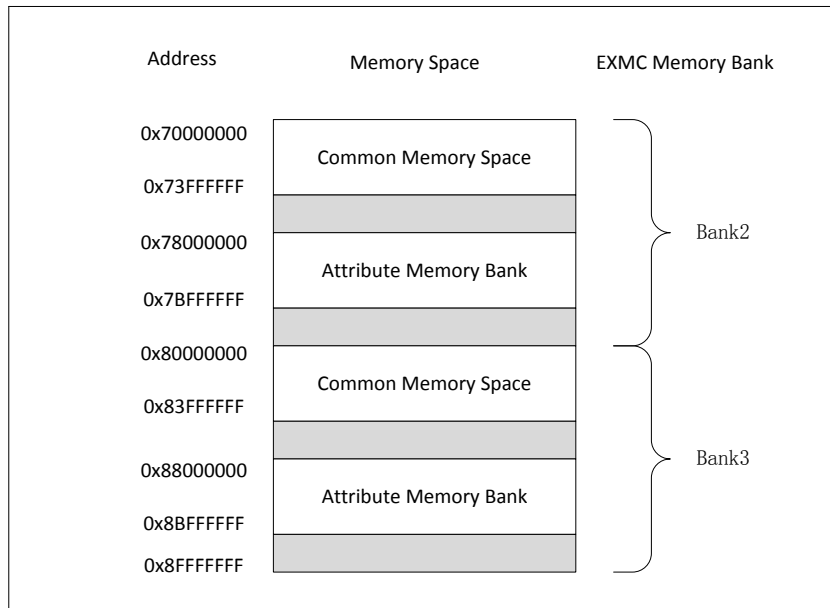 Address Memory Space EXMC Memory Bank
0x70000000
Common Memory Space
0x73FFFFFF
0x78000000
Bank2
Attribute Memory Bank
0x7BFFFFFF
0x80000000
Common Memory Space
0x83FFFFFF
0x88000000
Bank3
Attribute Memory Bank
0x8BFFFFFF
0x8FFFFFFF